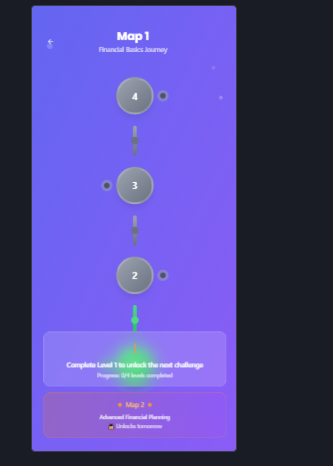 Map 1
Financial Basics Journey
4
3
2
Complete Level 1 to unlock the next challenge
Progress: 0/4 levels completed
Map 2
Advanced Financial Planning
Unlocks tomorrow